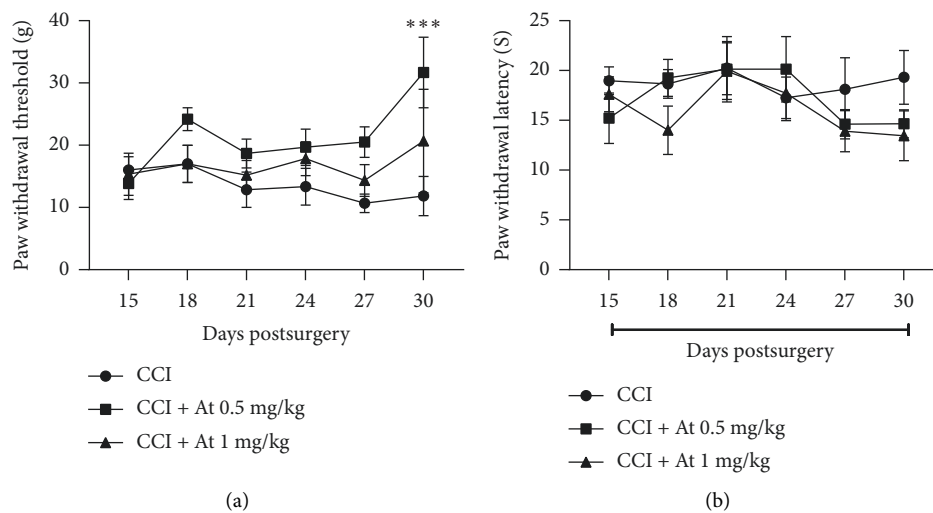 40
30
20
10
0
Paw withdrawal threshold (g)
***
15 18 21 24 27 30
Days postsurgery
CCI
CCI + At 0.5 mg/kg
CCI + At 1 mg/kg
(a)
25
20
15
10
5
0
Paw withdrawal latency (S)
15 18 21 24 27 30
Days postsurgery
CCI
CCI + At 0.5 mg/kg
CCI + At 1 mg/kg
(b)